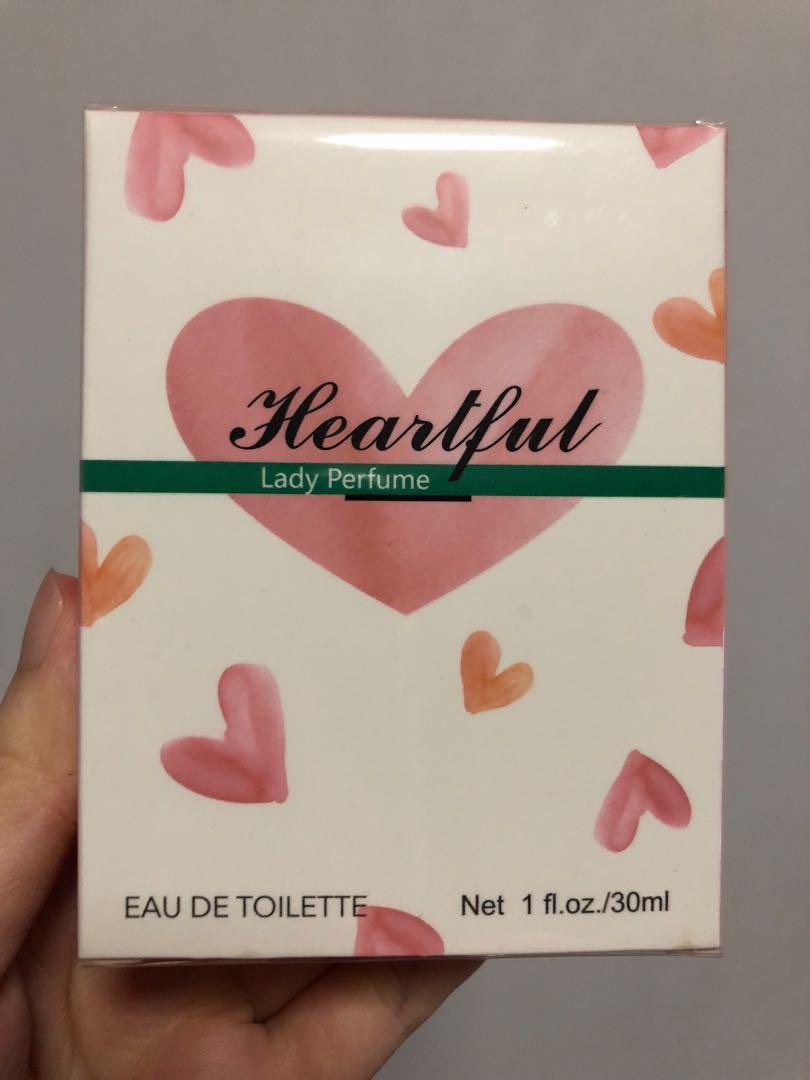 Heartful
Lady Perfume
EAU DE TOILETTE
Net 1 fl.oz./30ml